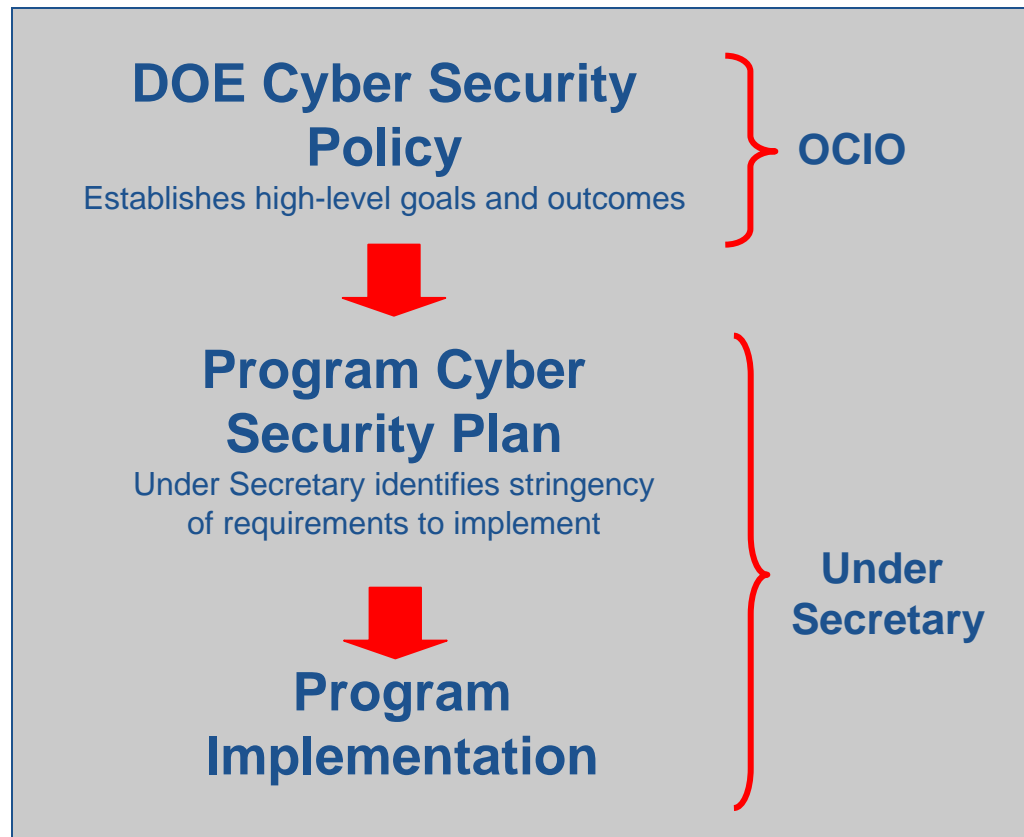 DOE Cyber Security
Policy
Establishes high-level goals and outcomes
OCIO
Program Cyber
Security Plan
Under Secretary identifies stringency
of requirements to implement
Under
Secretary
Program
Implementation